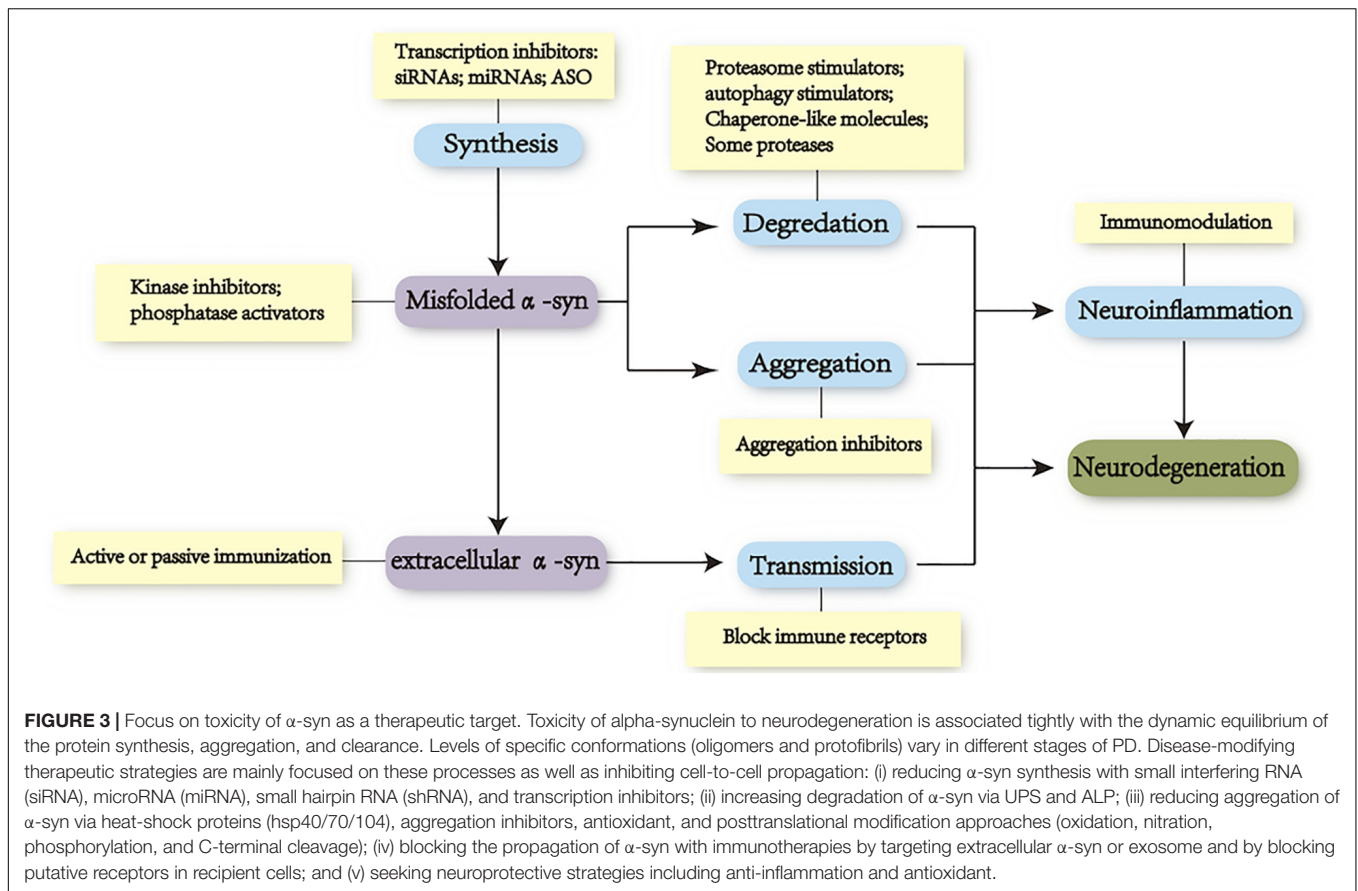 Transcription inhibitors:
siRNAs; miRNAs; ASO
Synthesis
Proteasome stimulators;
autophagy stimulators;
Chaperone-like molecules;
Some proteases
Degredation
Immunomodulation
Kinase inhibitors;
phosphatase activators
Misfolded α -syn
Neuroinflammation
Aggregation
Aggregation inhibitors
Neurodegeneration
Active or passive immunization
extracellular α -syn
Transmission
Block immune receptors
FIGURE 3 | Focus on toxicity of α-syn as a therapeutic target. Toxicity of alpha-synuclein to neurodegeneration is associated tightly with the dynamic equilibrium of
the protein synthesis, aggregation, and clearance. Levels of specific conformations (oligomers and protofibrils) vary in different stages of PD. Disease-modifying
therapeutic strategies are mainly focused on these processes as well as inhibiting cell-to-cell propagation: (i) reducing α-syn synthesis with small interfering RNA
(siRNA), microRNA (miRNA), small hairpin RNA (shRNA), and transcription inhibitors; (ii) increasing degradation of α-syn via UPS and ALP; (iii) reducing aggregation of
α-syn via heat-shock proteins (hsp40/70/104), aggregation inhibitors, antioxidant, and posttranslational modification approaches (oxidation, nitration,
phosphorylation, and C-terminal cleavage); (iv) blocking the propagation of α-syn with immunotherapies by targeting extracellular α-syn or exosome and by blocking
putative receptors in recipient cells; and (v) seeking neuroprotective strategies including anti-inflammation and antioxidant.